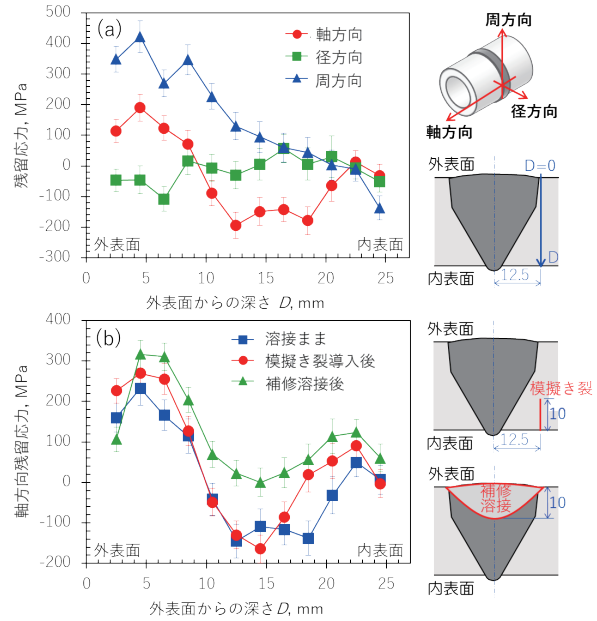 (a)
軸方向
径方向
周方向
500
400
300
200
100
0
-100
-200
-300
残留応力, MPa
外表面
内表面
0
5
10
15
20
25
外表面からの深さ D, mm
周方向
径方向
軸方向
外表面
D=0
D
内表面
12.5
(b)
溶接まま
模擬き裂導入後
補修溶接後
400
300
200
100
0
-100
-200
軸方向残留応力, MPa
外表面
内表面
0
5
10
15
20
25
外表面からの深さD, mm
外表面
模擬き裂
10
内表面
12.5
外表面
補修
溶接
10
内表面